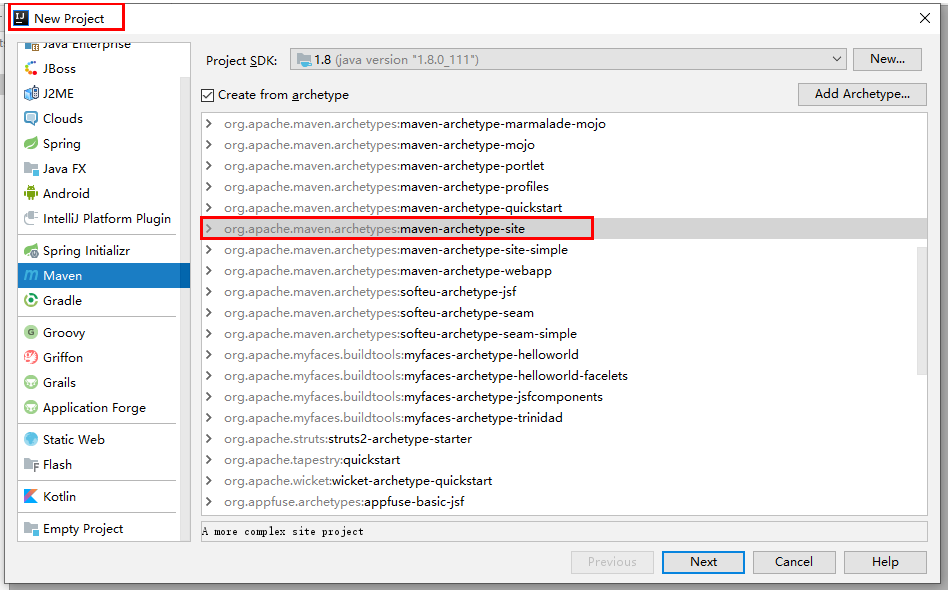 New Project
Java Enterprise
JBoss
J2ME
Clouds
Spring
Java FX
Android
IntelliJ Platform Plugin
Spring Initializr
Maven
Gradle
Groovy
Griffon
Grails
Application Forge
Static Web
Flash
Kotlin
Empty Project
Project SDK: 1.8 (java version "1.8.0_111") New...
Create from archetype Add Archetype...
org.apache.maven.archetypes:maven-archetype-marmalade-mojo
org.apache.maven.archetypes:maven-archetype-mojo
org.apache.maven.archetypes:maven-archetype-portlet
org.apache.maven.archetypes:maven-archetype-profiles
org.apache.maven.archetypes:maven-archetype-quickstart
org.apache.maven.archetypes:maven-archetype-site
org.apache.maven.archetypes:maven-archetype-site-simple
org.apache.maven.archetypes:maven-archetype-webapp
org.apache.maven.archetypes:softeu-archetype-jsf
org.apache.maven.archetypes:softeu-archetype-seam
org.apache.maven.archetypes:softeu-archetype-seam-simple
org.apache.myfaces.buildtools:myfaces-archetype-helloworld
org.apache.myfaces.buildtools:myfaces-archetype-helloworld-facelets
org.apache.myfaces.buildtools:myfaces-archetype-jsfcomponents
org.apache.myfaces.buildtools:myfaces-archetype-trinidad
org.apache.struts:struts2-archetype-starter
org.apache.tapestry:quickstart
org.apache.wicket:wicket-archetype-quickstart
org.appfuse.archetypes:appfuse-basic-jsf
A more complex site project
Previous Next Cancel Help